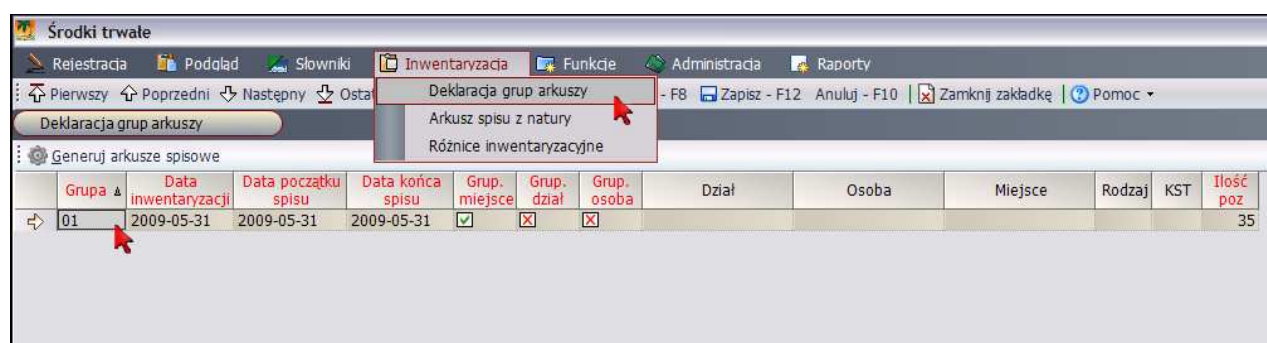 Środki trwałe
Rejestracja Podgląd Słowniki Inwentaryzacja Funkcje Administracja Raporty
Pierwszy Poprzedni Następny Ostat - F8 Zapisz - F12 Anuluj - F10 Zamknij zakładkę Pomoc
Deklaracja grup arkuszy
Arkusz spisu z natury
Różnice inwentaryzacyjne
Deklaracja grup arkuszy
Generuj arkusze spisowe
Grupa Data inwentaryzacji Data początku spisu Data końca spisu Grup. miejsce Grup. dział Grup. osoba Dział Osoba Miejsce Rodzaj KST Ilość poz
01 2009-05-31 2009-05-31 2009-05-31 35